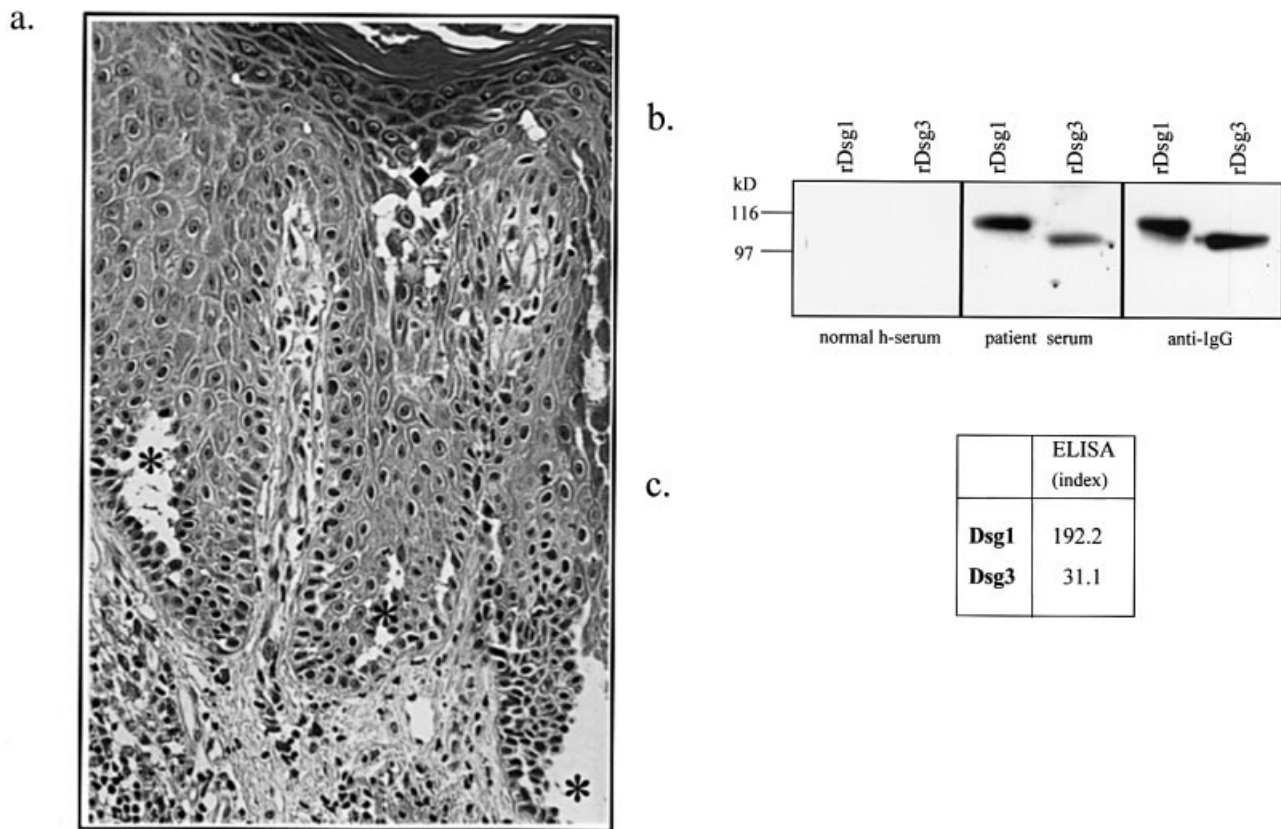 a.
b.
rDsg1 rDsg3 rDsg1 rDsg3 rDsg1 rDsg3
kD
116
97
normal h-serum patient serum anti-IgG
c.
ELISA
(index)
Dsg1 192.2
Dsg3 31.1